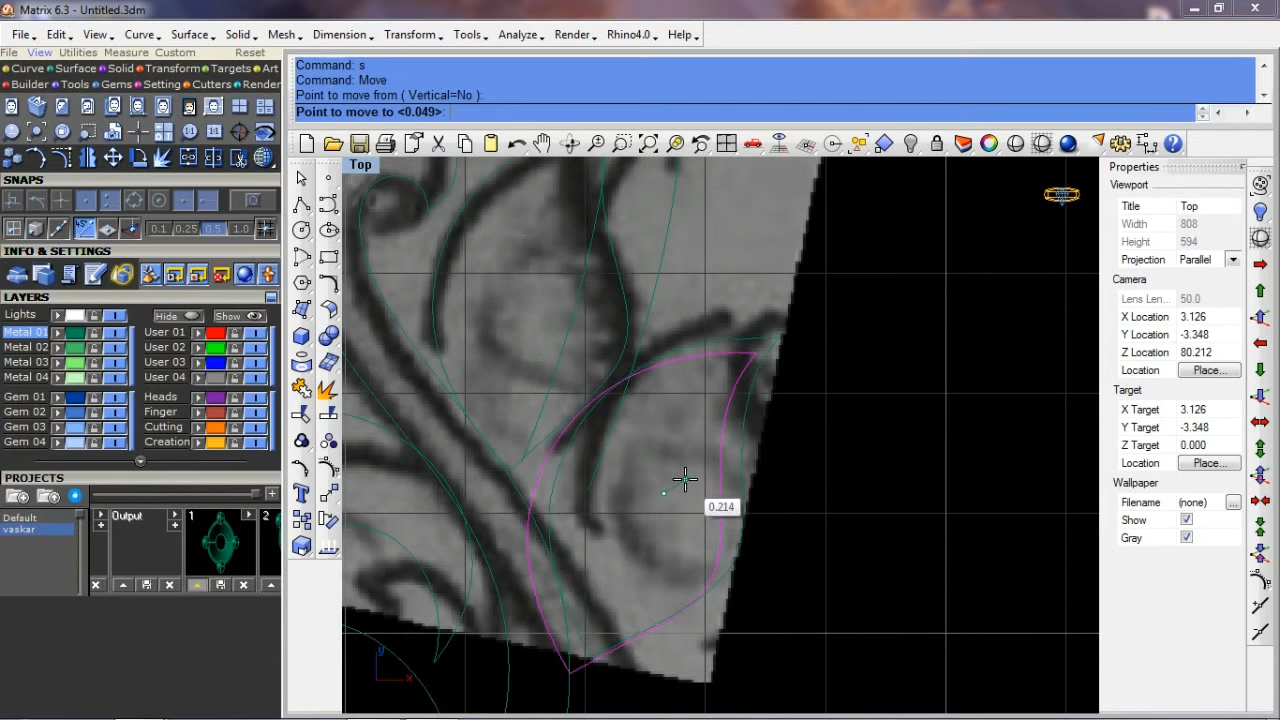 Matrix 6.3 - Untitled.3dm
File Edit View Curve Surface Solid Mesh Dimension Transform Tools Analyze Render Rhino4.0 Help
File View Utilities Measure Custom Reset
Curve Surface Solid Transform Targets Art
Builder Tools Gems Setting Cutters Render
Command: s
Command: Move
Point to move from ( Vertical=No ):
Point to move to <0.049>:
1:1 1:1
SNAPS
45°
0.1 0.25 0.5 1.0
INFO & SETTINGS
LAYERS
Lights Hide Show
Metal 01 User 01
Metal 02 User 02
Metal 03 User 03
Metal 04 User 04
Gem 01 Heads
Gem 02 Finger
Gem 03 Cutting
Gem 04 Creation
PROJECTS
Default
vaskar
Output 1 2
Top
0.214
y
x
Properties
Viewport
Title Top
Width 808
Height 594
Projection Parallel
Camera
Lens Len... 50.0
X Location 3.126
Y Location -3.348
Z Location 80.212
Location Place...
Target
X Target 3.126
Y Target -3.348
Z Target 0.000
Location Place...
Wallpaper
Filename (none) ...
Show
Gray